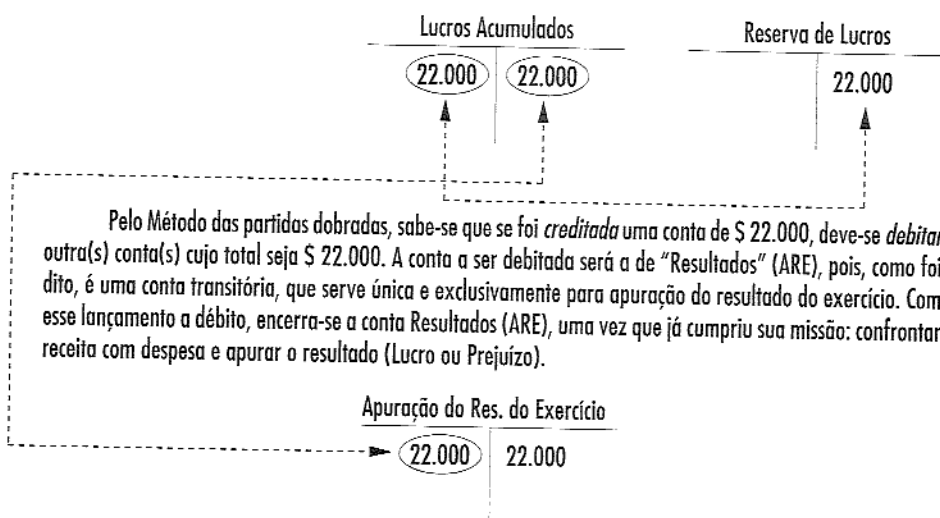 Lucros Acumulados Reserva de Lucros
22.000 22.000 22.000
Pelo Método das partidas dobradas, sabe-se que se foi creditada uma conta de $ 22.000, deve-se debitar
outra(s) conta(s) cujo total seja $ 22.000. A conta a ser debitada será a de “Resultados” (ARE), pois, como foi
dito, é uma conta transitória, que serve única e exclusivamente para apuração do resultado do exercício. Com
esse lançamento a débito, encerra-se a conta Resultados (ARE), uma vez que já cumpriu sua missão: confrontar
receita com despesa e apurar o resultado (Lucro ou Prejuízo).
Apuração do Res. do Exercício
22.000 22.000